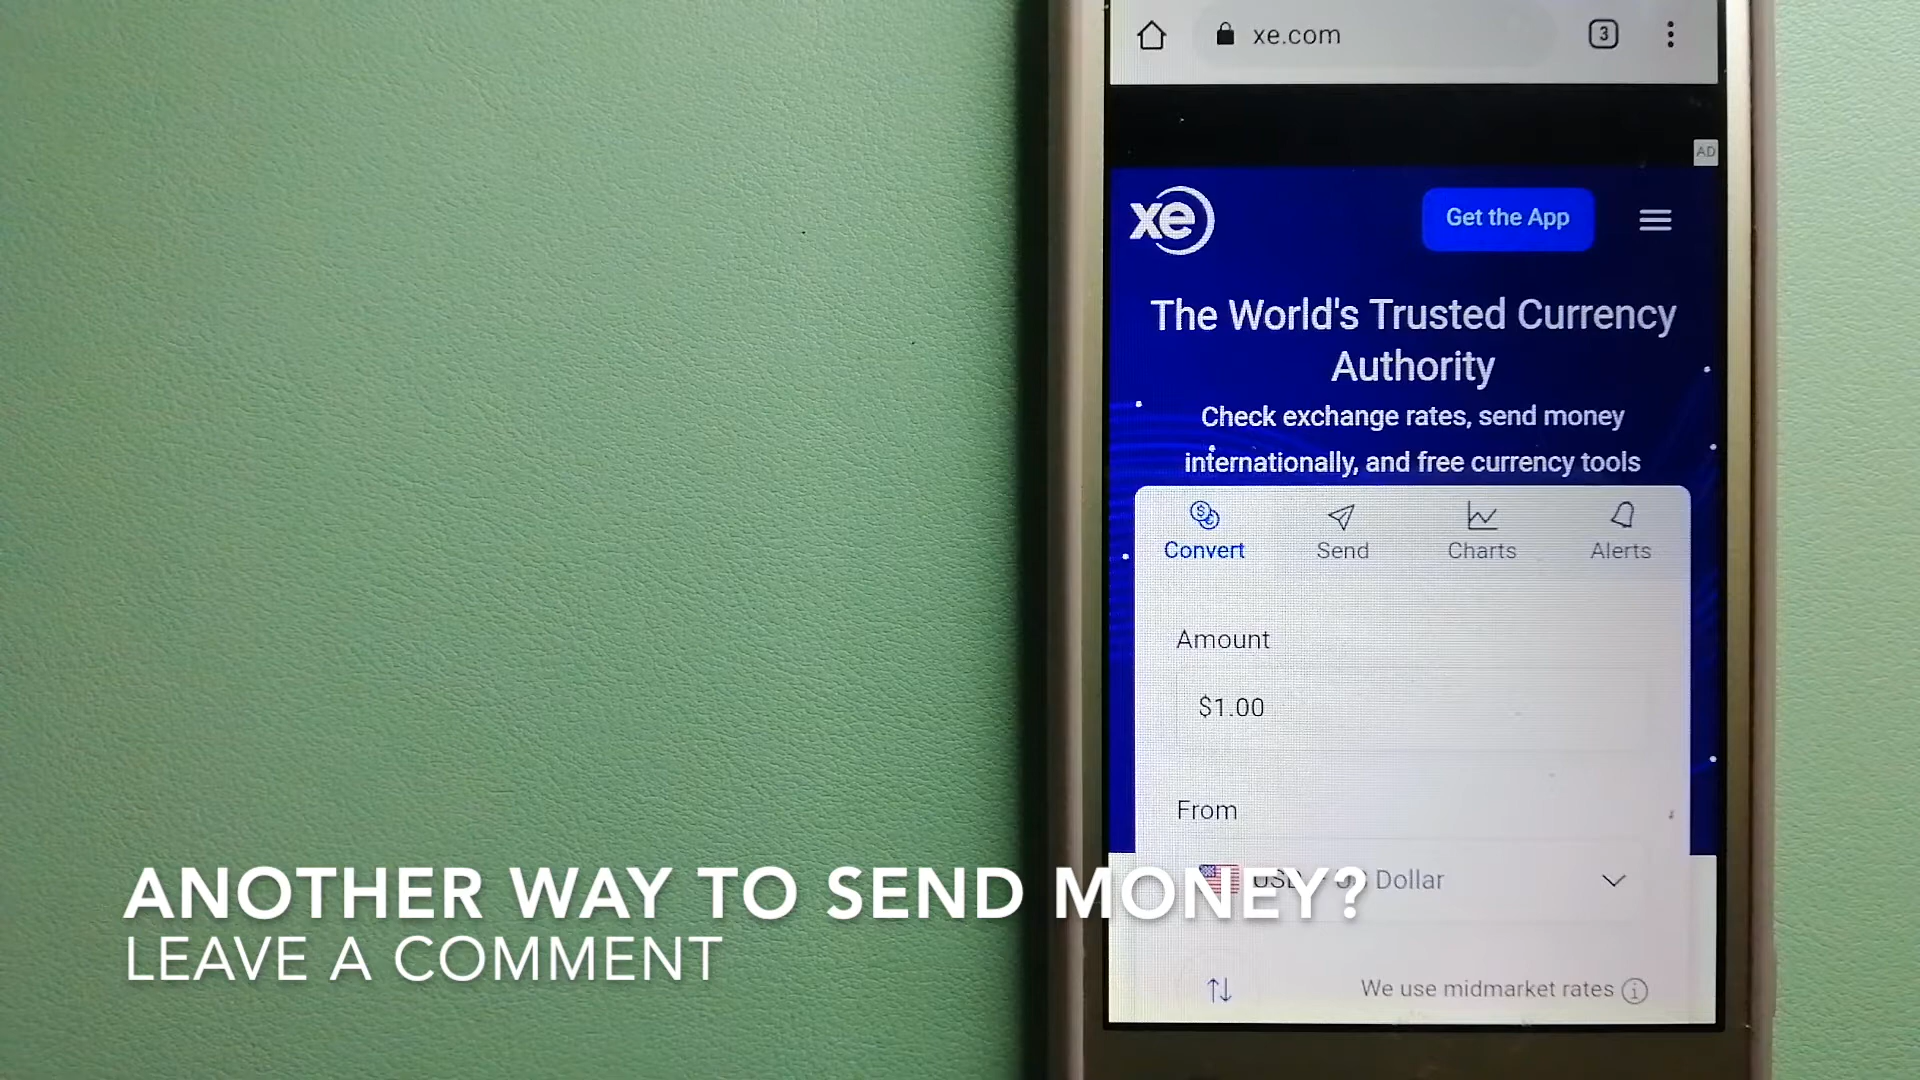 xe.com
3
AD
xe
Get the App
The World's Trusted Currency
Authority
Check exchange rates, send money
internationally, and free currency tools
Convert Send Charts Alerts
Amount
$1.00
From
Dollar
ANOTHER WAY TO SEND MONEY?
LEAVE A COMMENT
We use midmarket rates